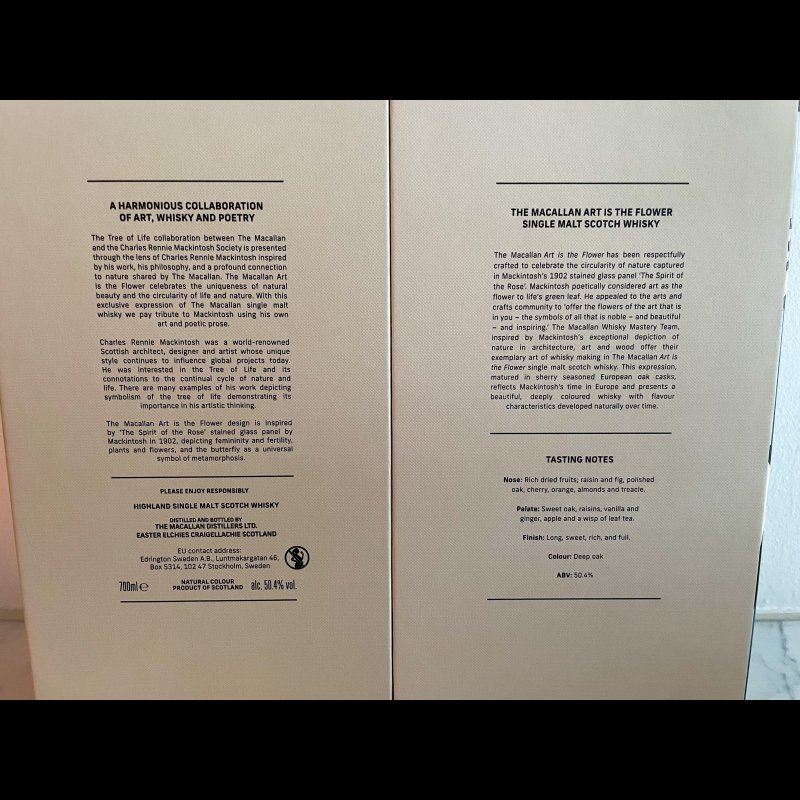 A HARMONIOUS COLLABORATION
OF ART, WHISKY AND POETRY
The Tree of Life collaboration between The Macallan
and the Charles Rennie Mackintosh Society is presented
through the lens of Charles Rennie Mackintosh inspired
by his work, his philosophy, and a profound connection
to nature shared by The Macallan. The Macallan Art
is the Flower celebrates the uniqueness of natural
beauty and the circularity of life and nature. With this
exclusive expression of The Macallan single malt
whisky we pay tribute to Mackintosh using his own
art and poetic prose.
Charles Rennie Mackintosh was a world-renowned
Scottish architect, designer and artist whose unique
style continues to influence global projects today.
He was interested in the Tree of Life and its
connotations to the continual cycle of nature and
life. There are many examples of his work depicting
symbolism of the tree of life demonstrating its
importance in his artistic thinking.
The Macallan Art is the Flower design is inspired
by 'The Spirit of the Rose' stained glass panel by
Mackintosh in 1902, depicting femininity and fertility,
plants and flowers, and the butterfly as a universal
symbol of metamorphosis.
PLEASE ENJOY RESPONSIBLY
HIGHLAND SINGLE MALT SCOTCH WHISKY
DISTILLED AND BOTTLED BY
THE MACALLAN DISTILLERS LTD.
EASTER ELCHIES CRAIGELLACHIE SCOTLAND
EU contact address:
Edrington Sweden A.B., Luntmakargatan 46,
Box 5314, 102 47 Stockholm, Sweden
700ml e NATURAL COLOUR
PRODUCT OF SCOTLAND alc. 50.4% vol.
THE MACALLAN ART IS THE FLOWER
SINGLE MALT SCOTCH WHISKY
The Macallan Art is the Flower has been respectfully
crafted to celebrate the circularity of nature captured
in Mackintosh's 1902 stained glass panel 'The Spirit of
the Rose'. Mackintosh poetically considered art as the
flower to life's green leaf. He appealed to the arts and
crafts community to 'offer the flowers of the art that is
in you – the symbols of all that is noble – and beautiful
– and inspiring.' The Macallan Whisky Mastery Team,
inspired by Mackintosh's exceptional depiction of
nature in architecture, art and wood offer their
exemplary art of whisky making in The Macallan Art is
the Flower single malt scotch whisky. This expression,
matured in sherry seasoned European oak casks,
reflects Mackintosh's time in Europe and presents a
beautiful, deeply coloured whisky with flavour
characteristics developed naturally over time.
TASTING NOTES
Nose: Rich dried fruits; raisin and fig, polished
oak, cherry, orange, almonds and treacle.
Palate: Sweet oak, raisins, vanilla and
ginger, apple and a wisp of leaf tea.
Finish: Long, sweet, rich, and full.
Colour: Deep oak
ABV: 50.4%